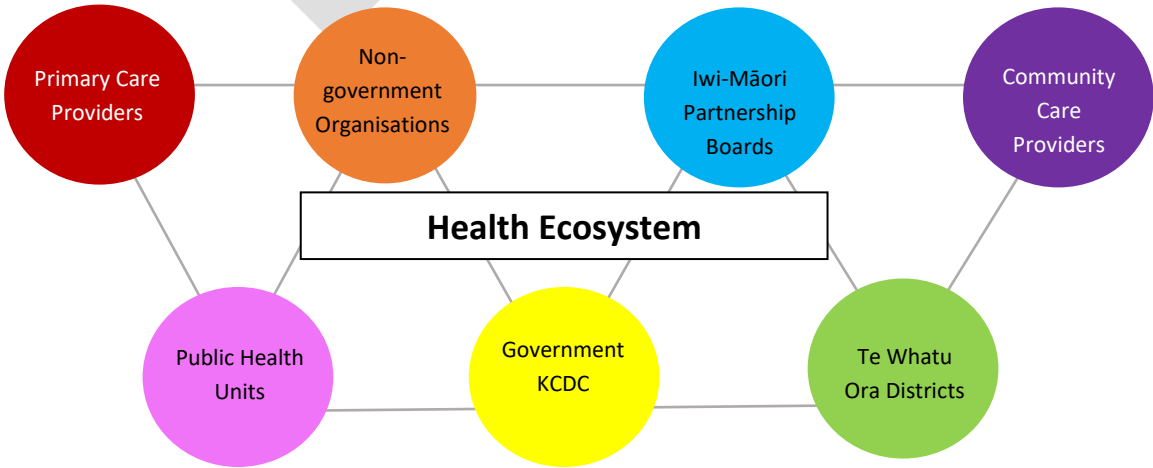 Primary Care
Providers
Non-
government
Organisations
Iwi-Māori
Partnership
Boards
Community
Care
Providers
Health Ecosystem
Public Health
Units
Government
KCDC
Te Whatu
Ora Districts